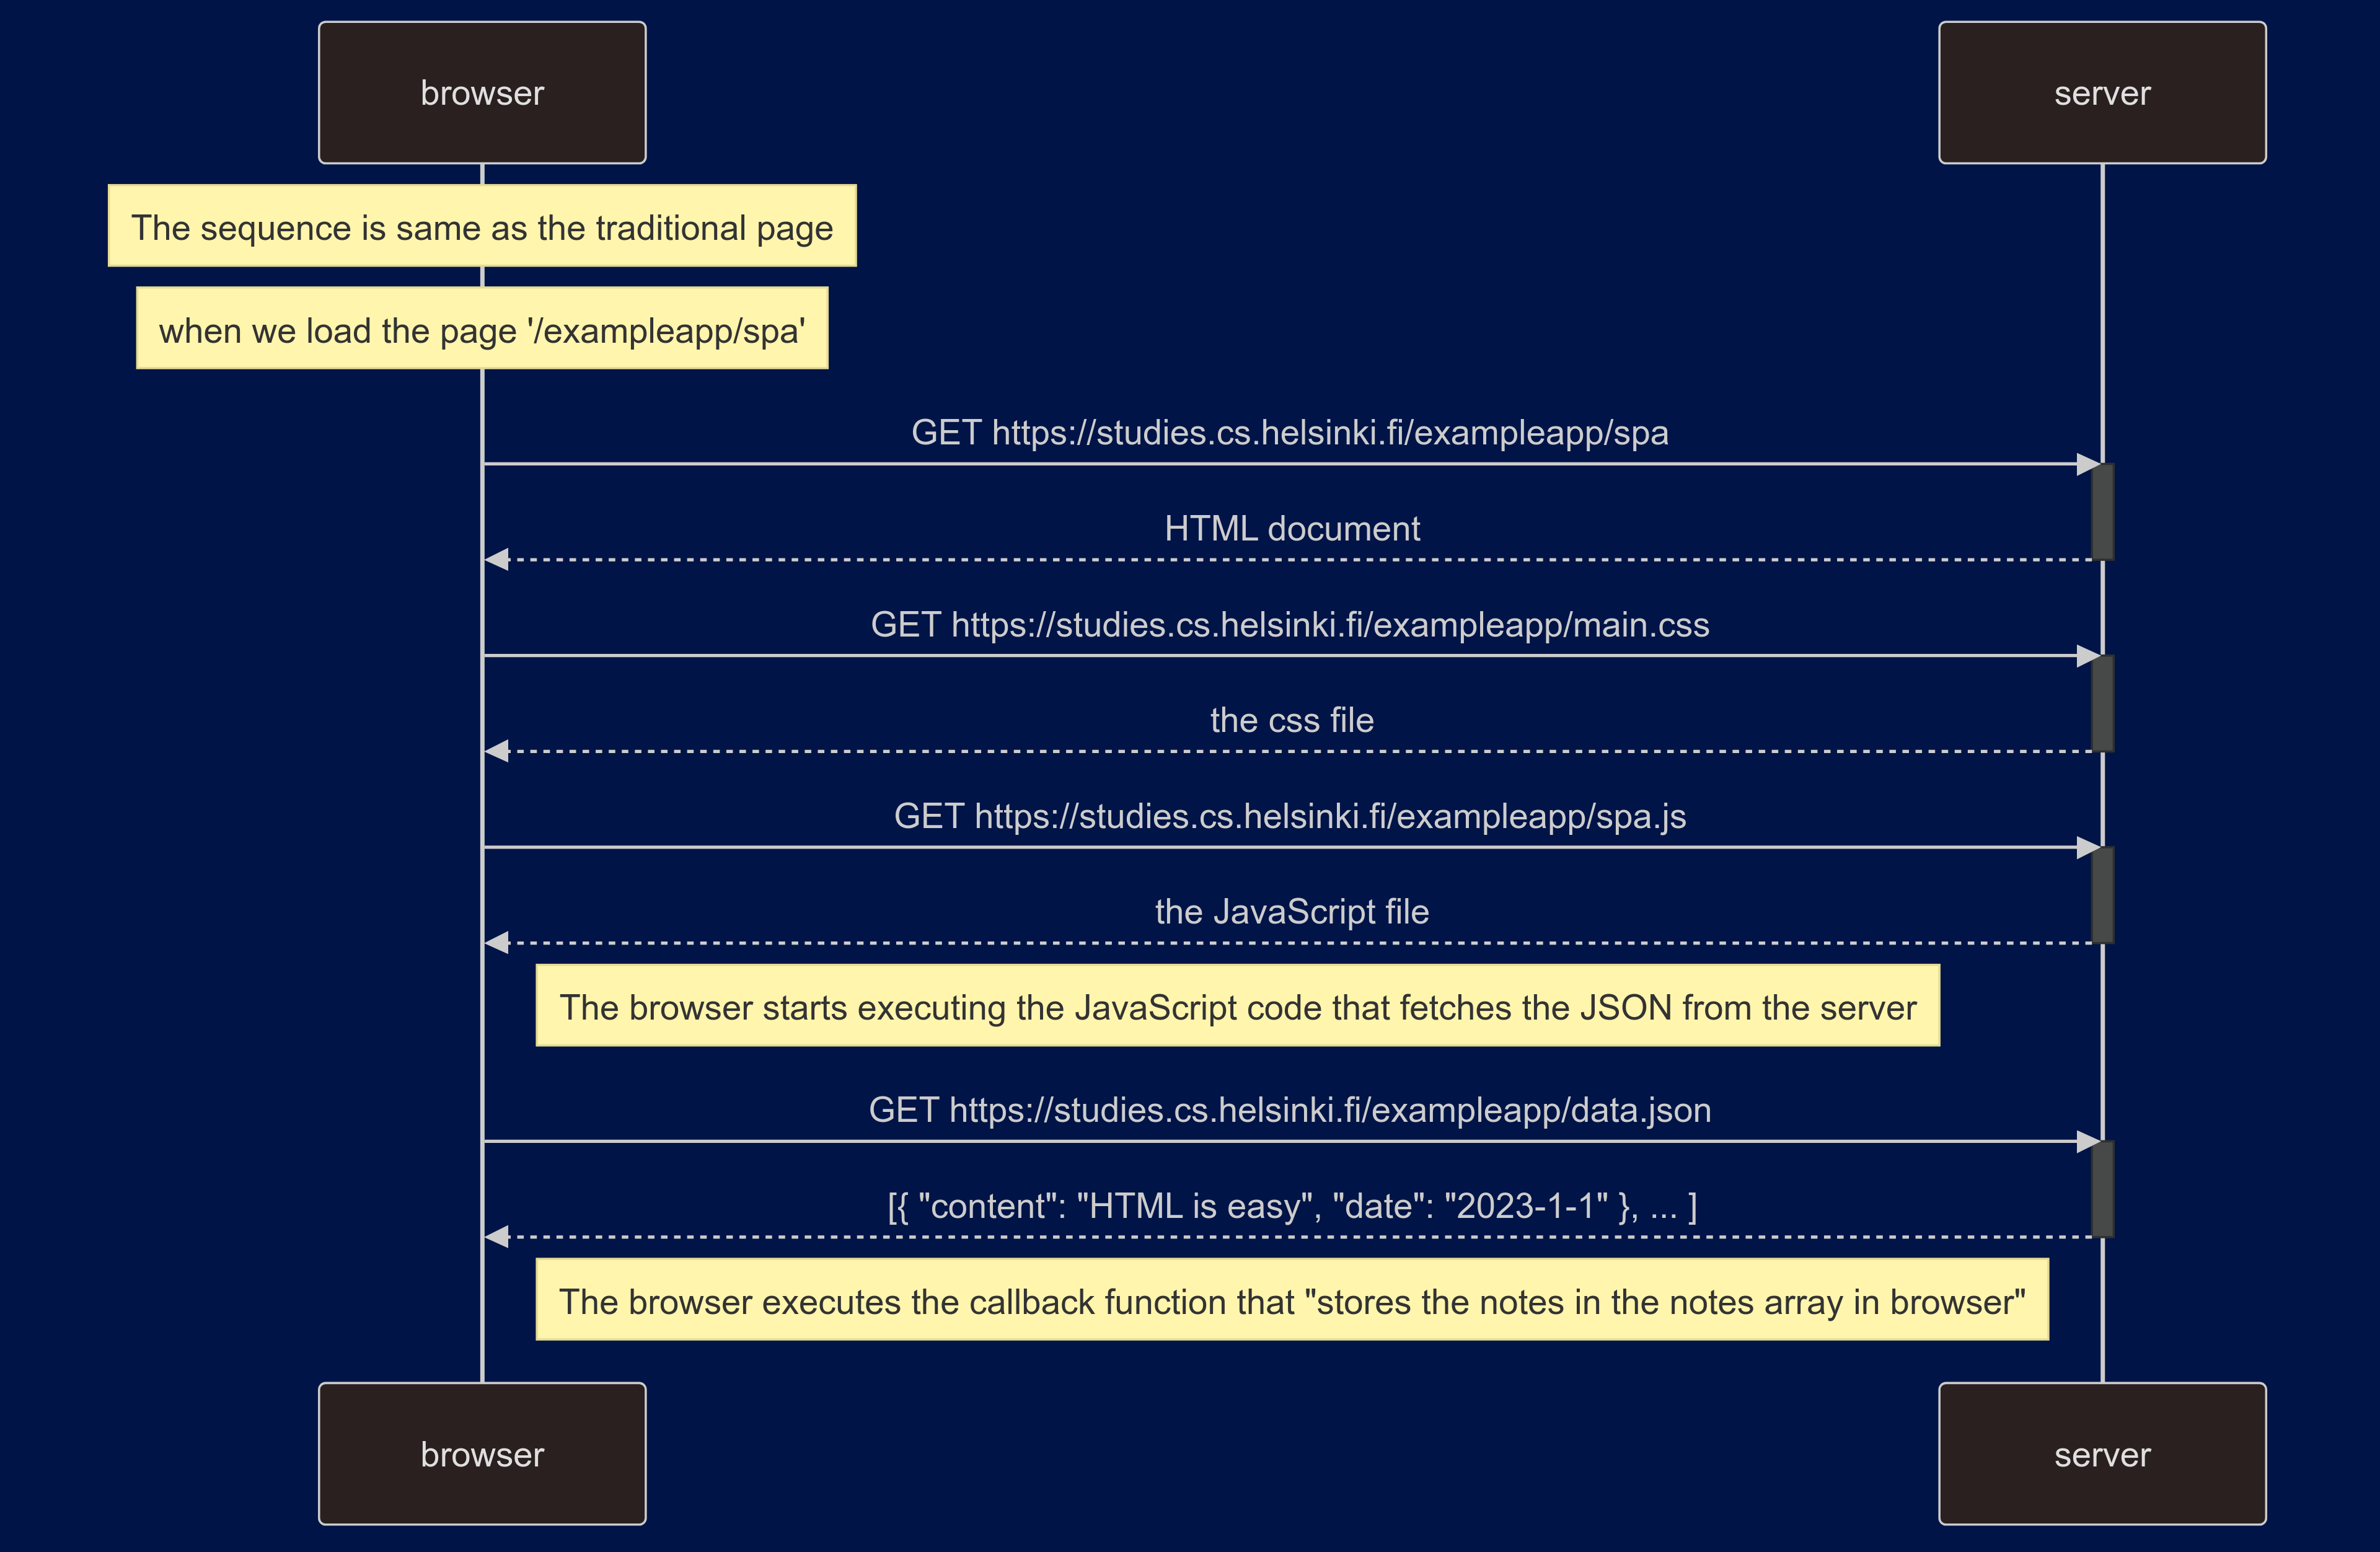 browser
server
The sequence is same as the traditional page
when we load the page '/exampleapp/spa'
GET https://studies.cs.helsinki.fi/exampleapp/spa
HTML document
GET https://studies.cs.helsinki.fi/exampleapp/main.css
the css file
GET https://studies.cs.helsinki.fi/exampleapp/spa.js
the JavaScript file
The browser starts executing the JavaScript code that fetches the JSON from the server
GET https://studies.cs.helsinki.fi/exampleapp/data.json
[{ "content": "HTML is easy", "date": "2023-1-1" }, ... ]
The browser executes the callback function that "stores the notes in the notes array in browser"
browser
server